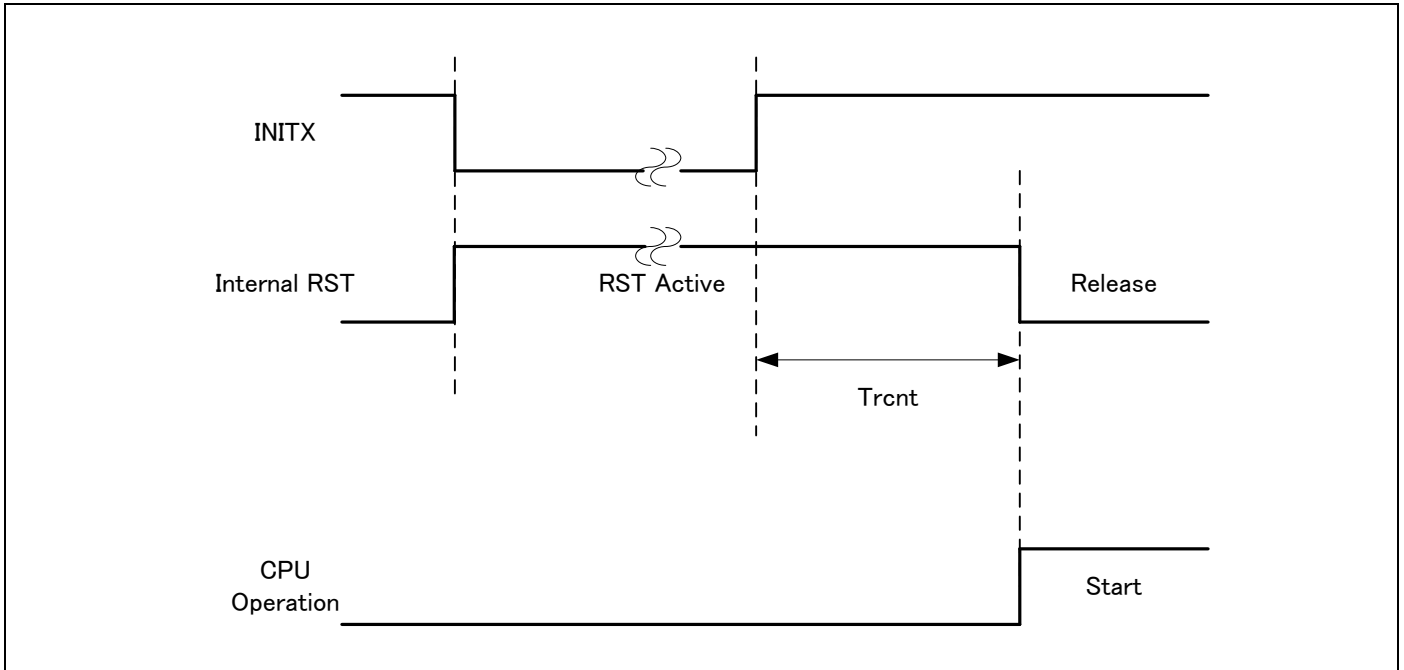 INITX
Internal RST
RST Active
Release
Trcnt
CPU
Operation
Start